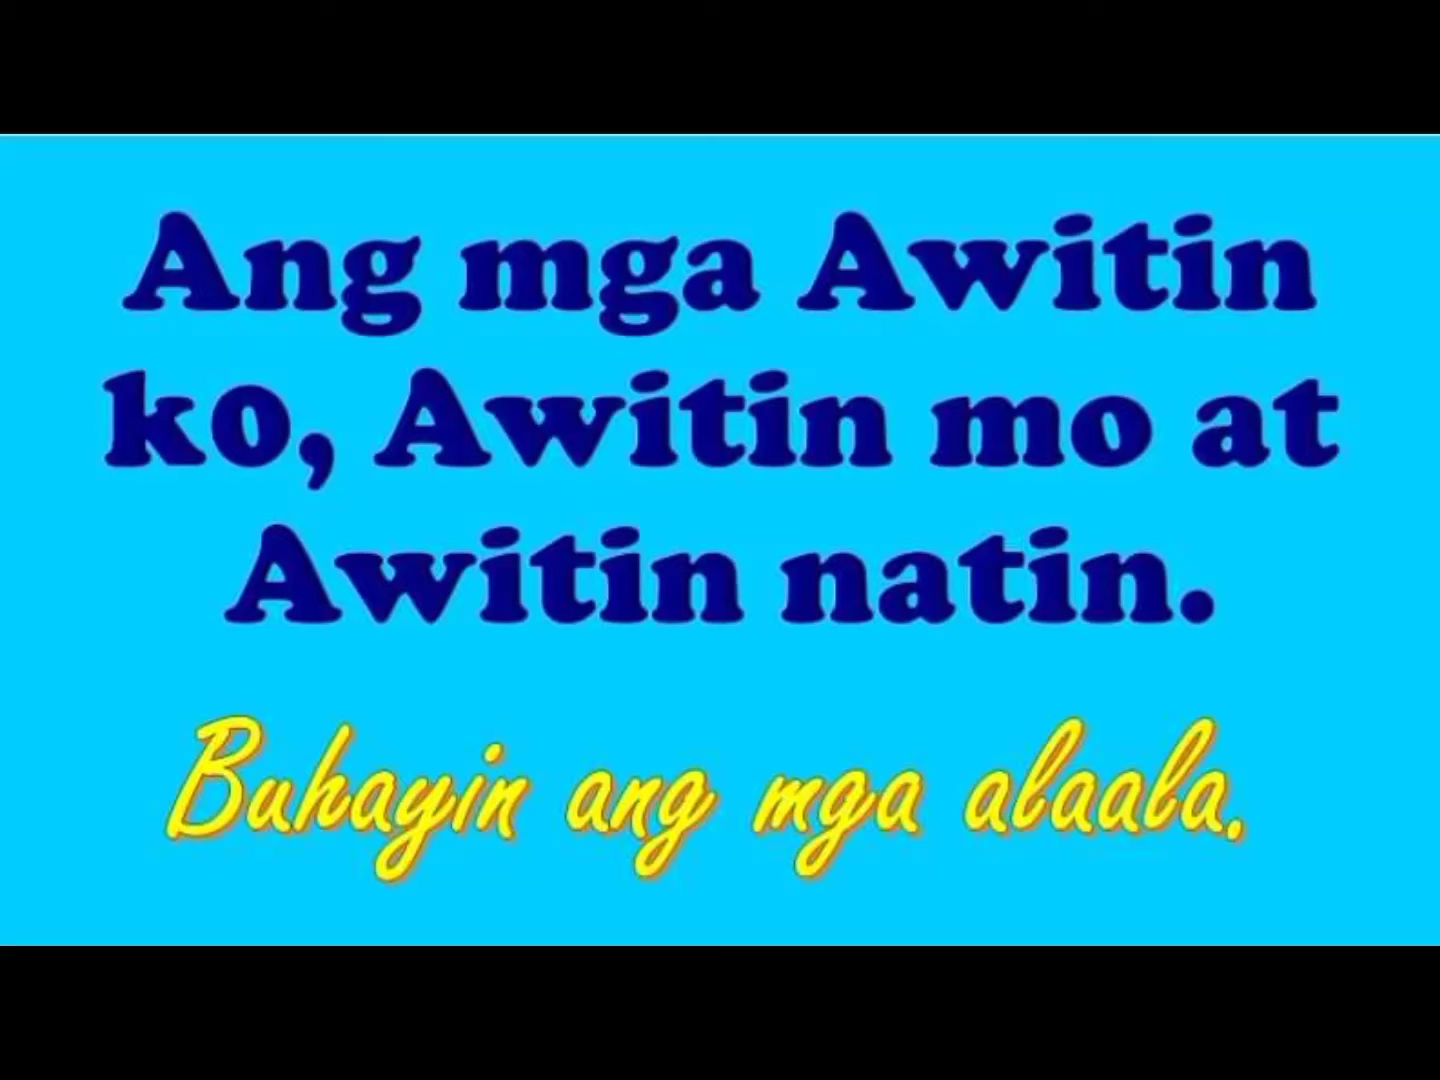 Ang mga Awitin
ko, Awitin mo at
Awitin natin.
Buhayin ang mga alaala.